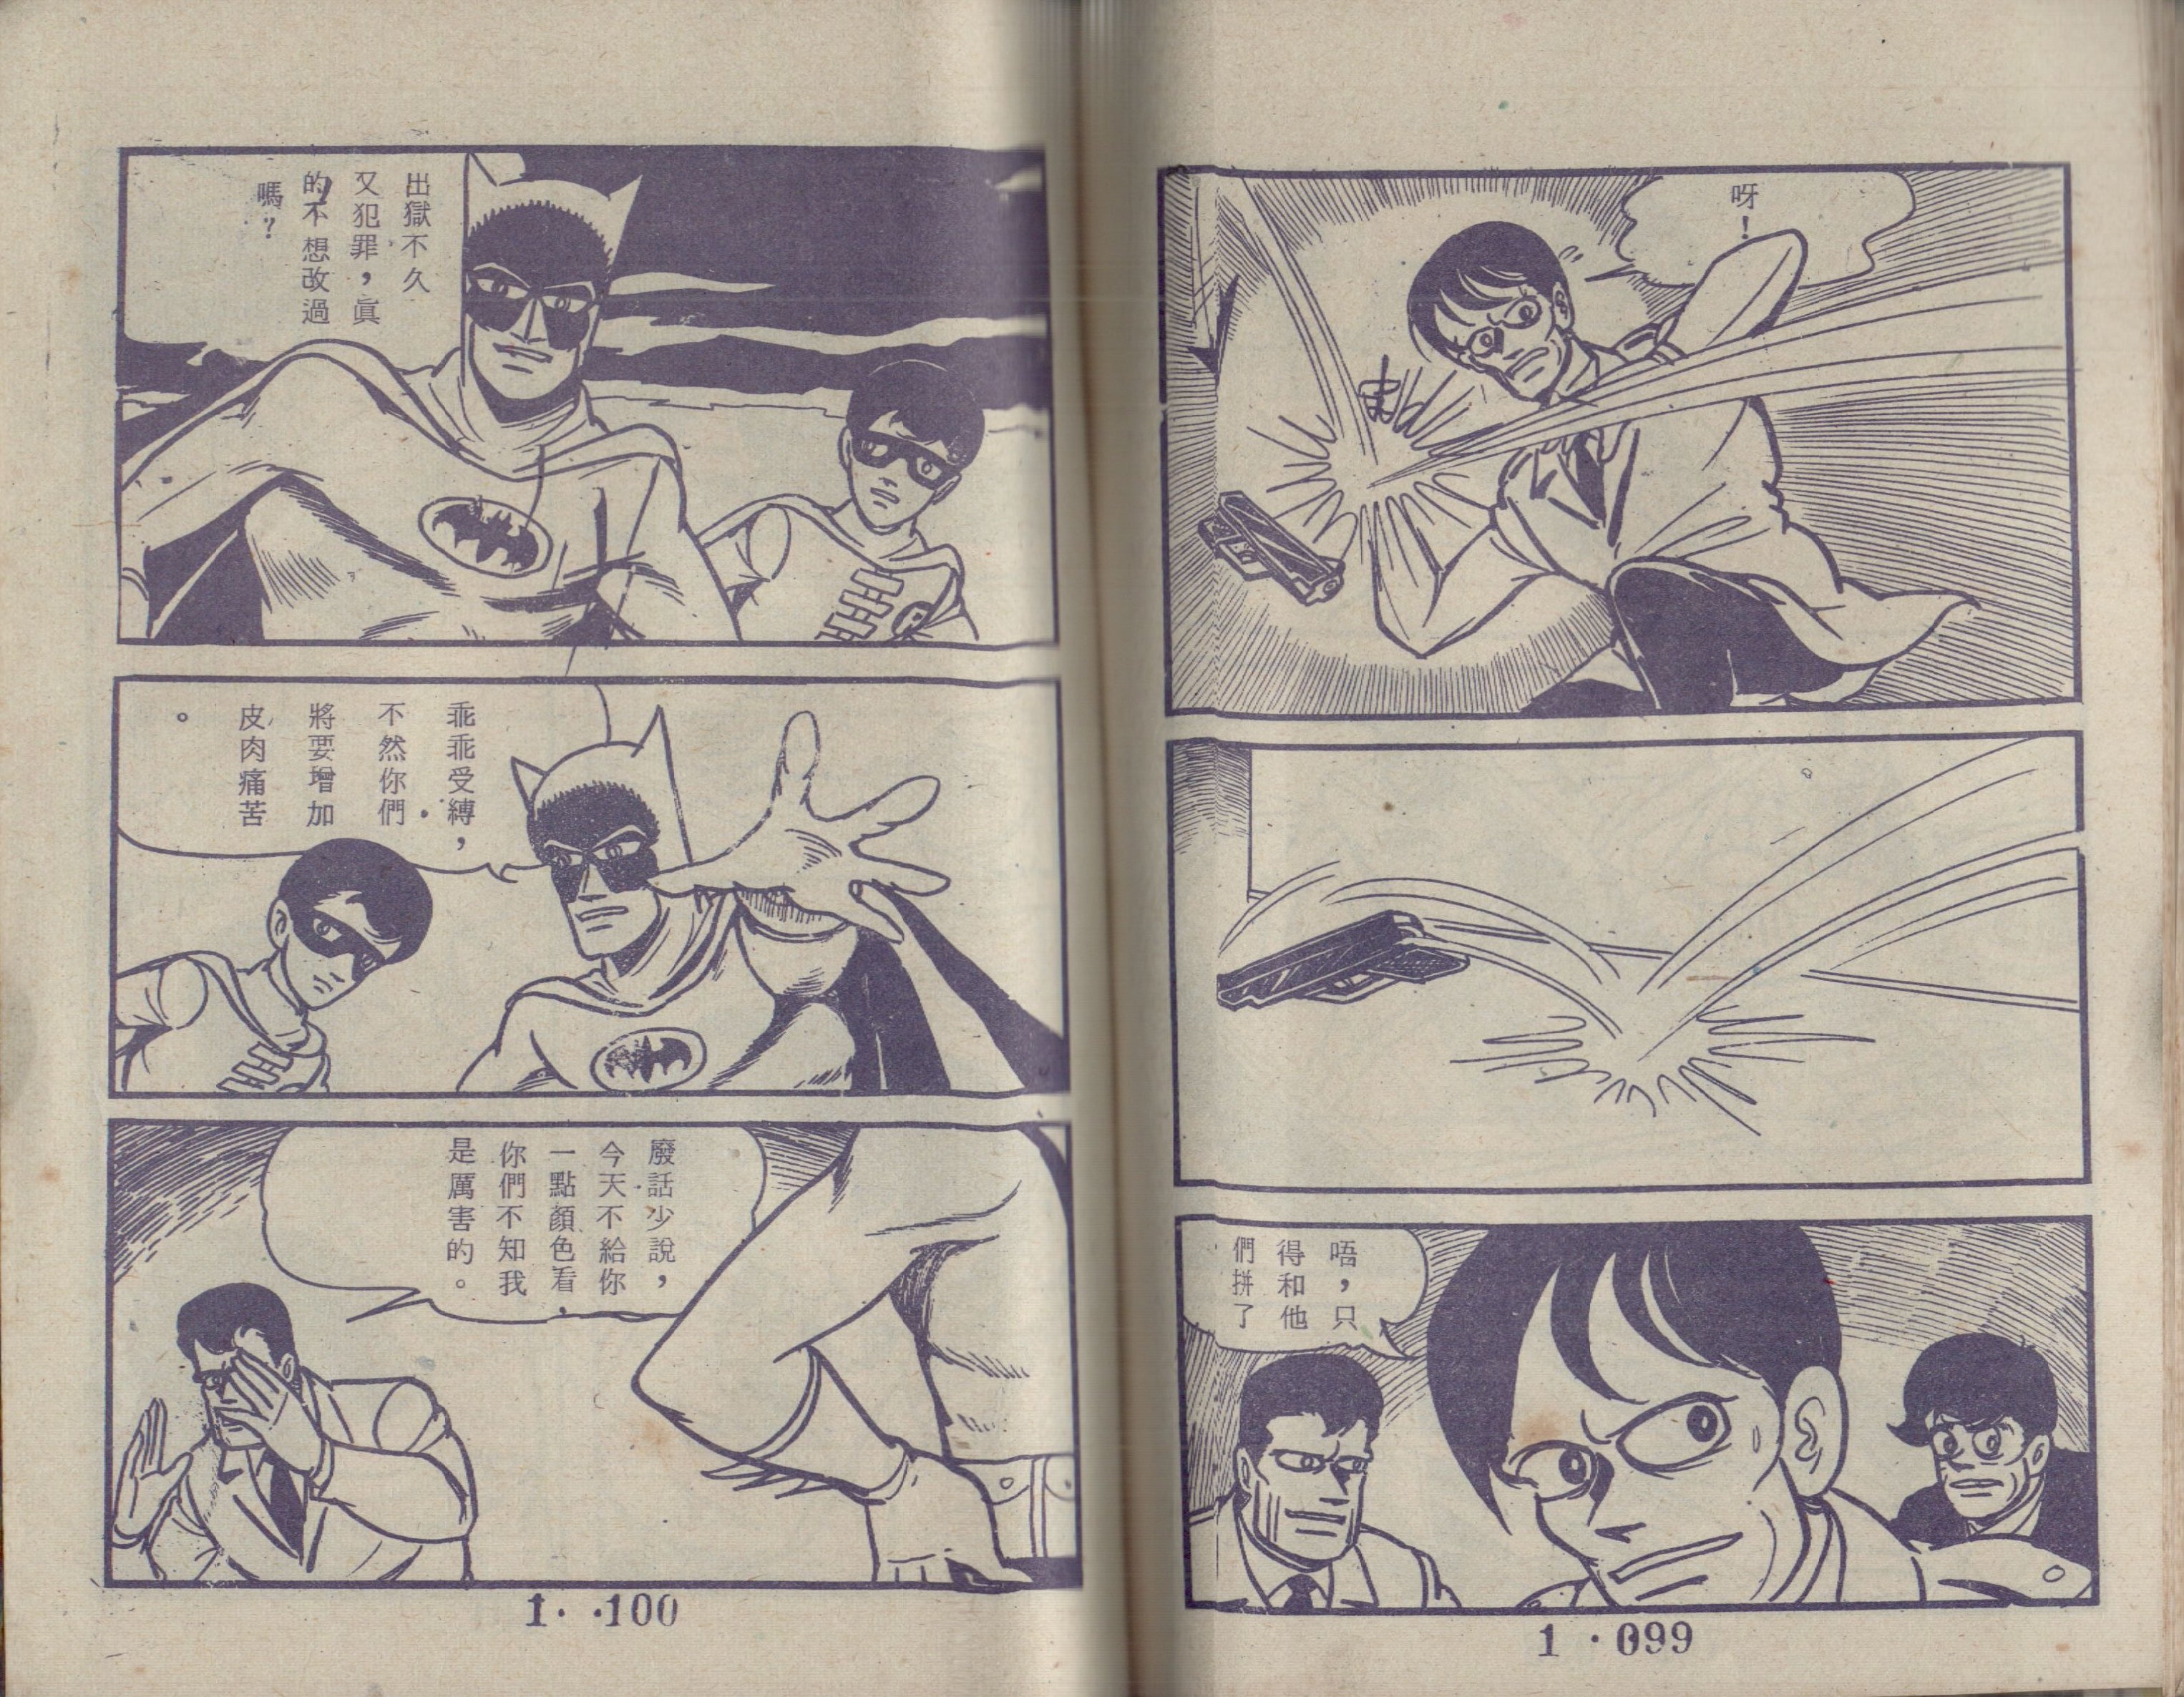 呀！
唔，只
得和他
們拼了
1 ·099
出獄不久
又犯罪，眞
的不想改過
嗎？
乖乖受縛，
不然你們
將要增加
皮肉痛苦
。
廢話少說，
今天不給你
一點顏色看，
你們不知我
是厲害的。
1· ·100